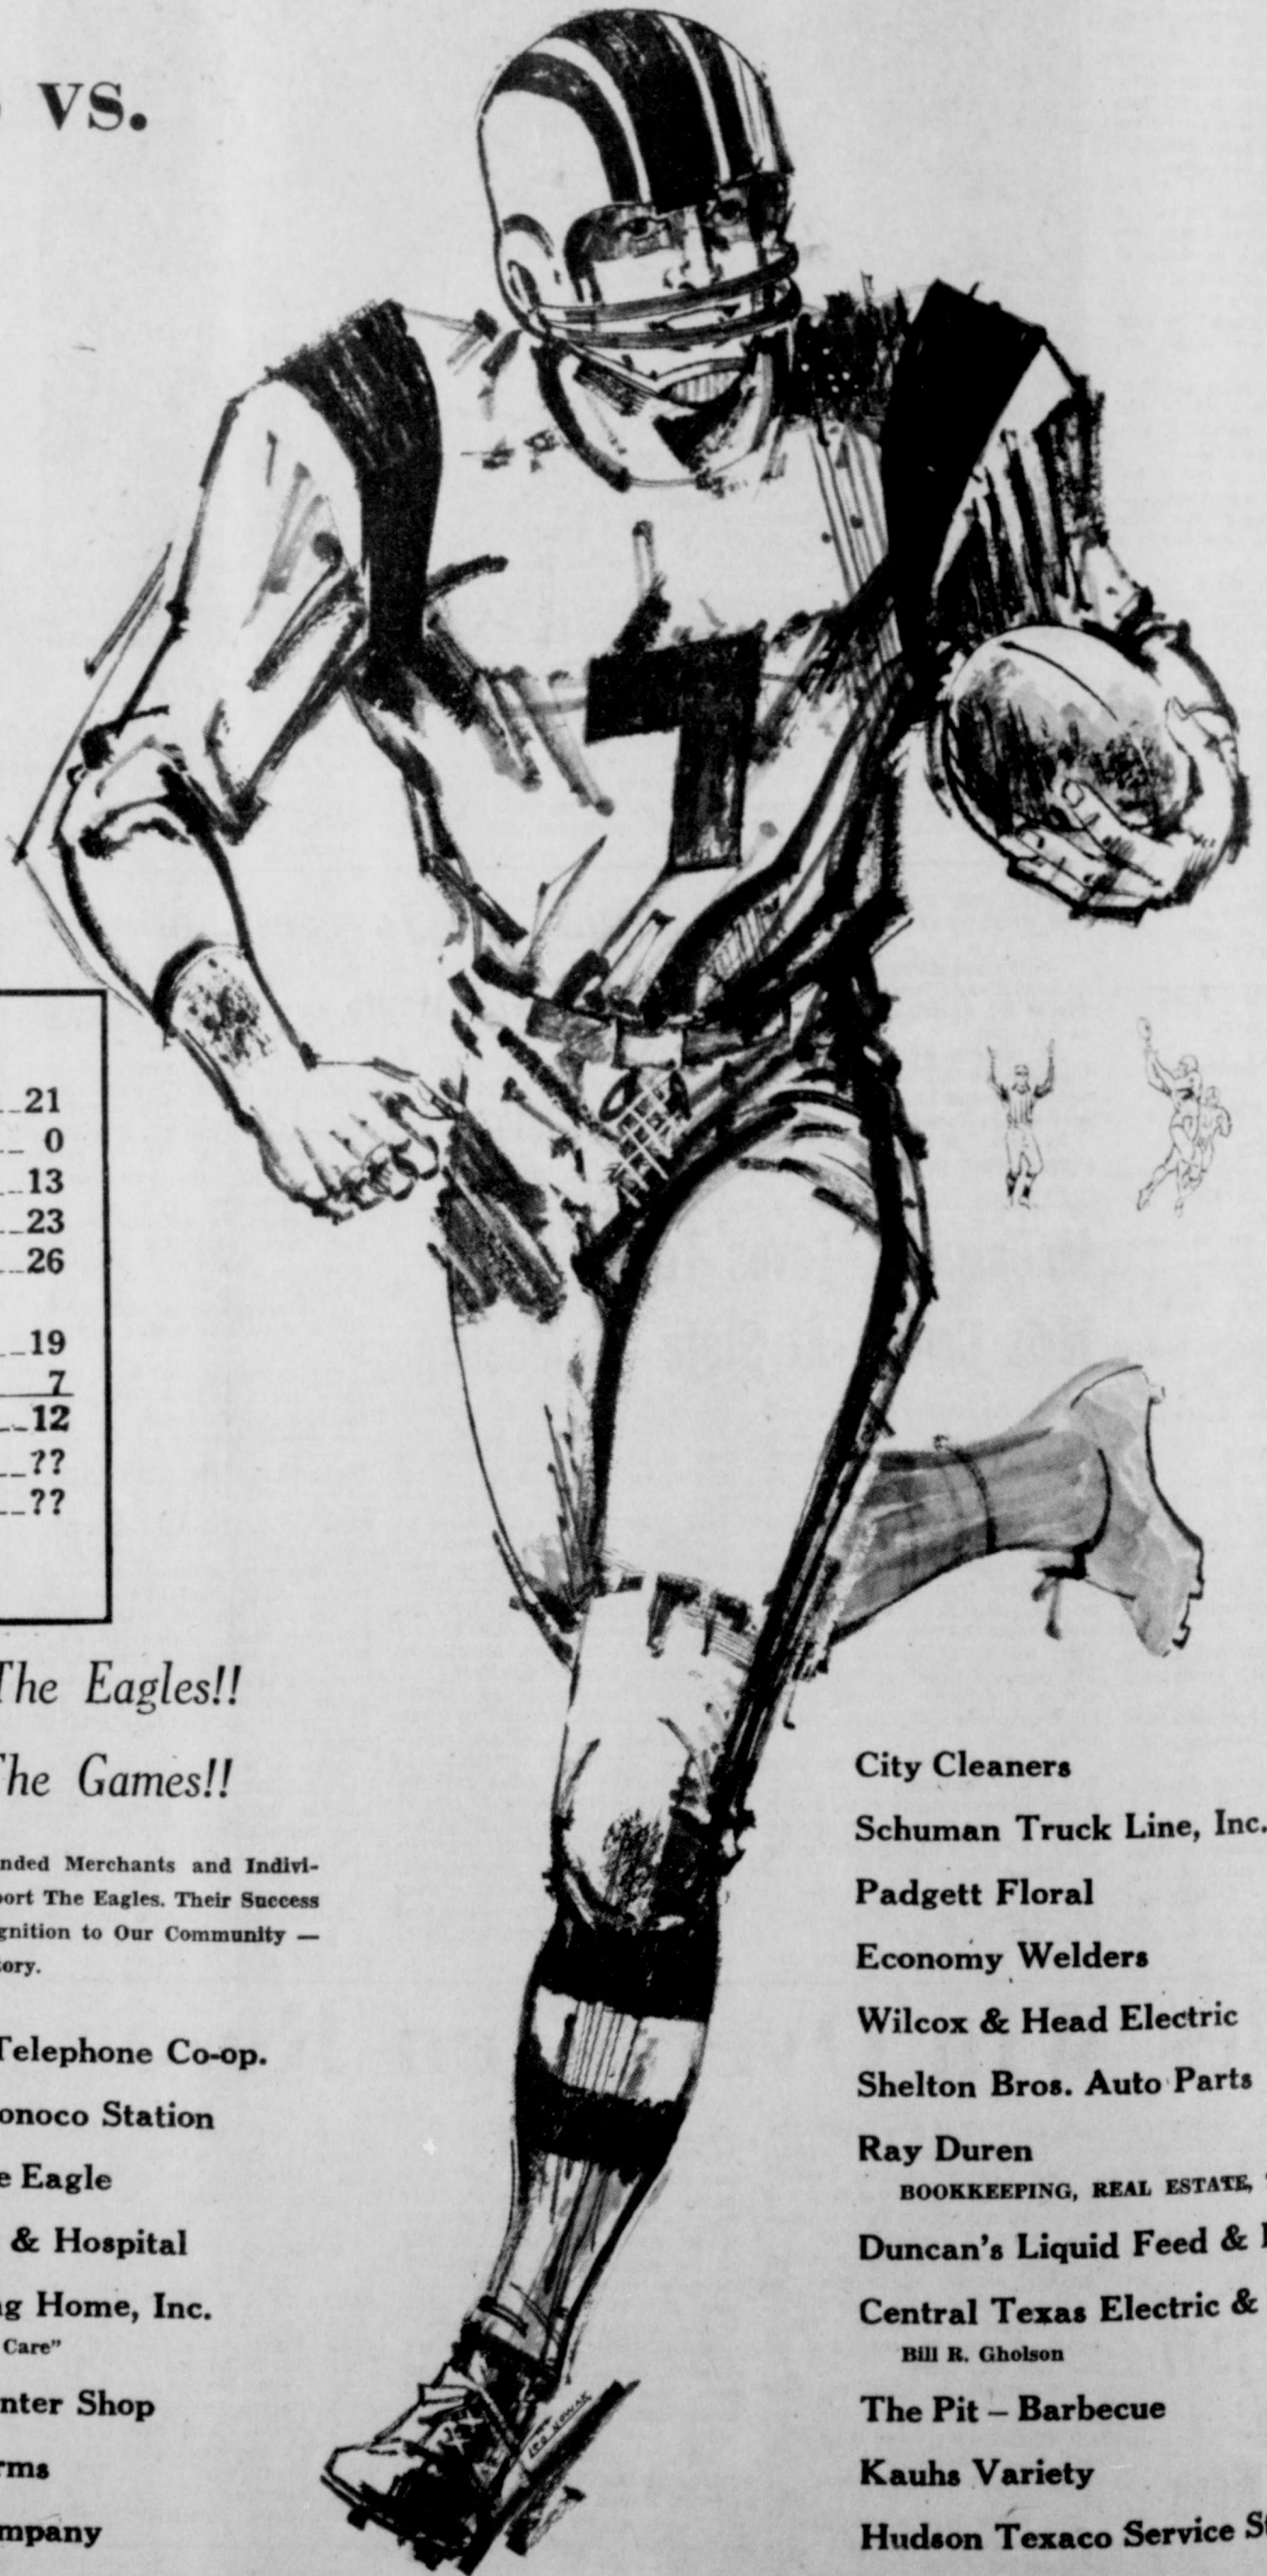 vs.
21
0
13
23
26
19
7
12
??
??
The Eagles!!
The Games!!
nded Merchants and Indivi-
port The Eagles. Their Success
gnition to Our Community —
ory.
Telephone Co-op.
onoco Station
e Eagle
& Hospital
ng Home, Inc.
Care"
nter Shop
rms
mpany
7
City Cleaners
Schuman Truck Line, Inc.
Padgett Floral
Economy Welders
Wilcox & Head Electric
Shelton Bros. Auto Parts
Ray Duren
BOOKKEEPING, REAL ESTATE,
Duncan's Liquid Feed &
Central Texas Electric &
Bill R. Gholson
The Pit – Barbecue
Kauhs Variety
Hudson Texaco Service St